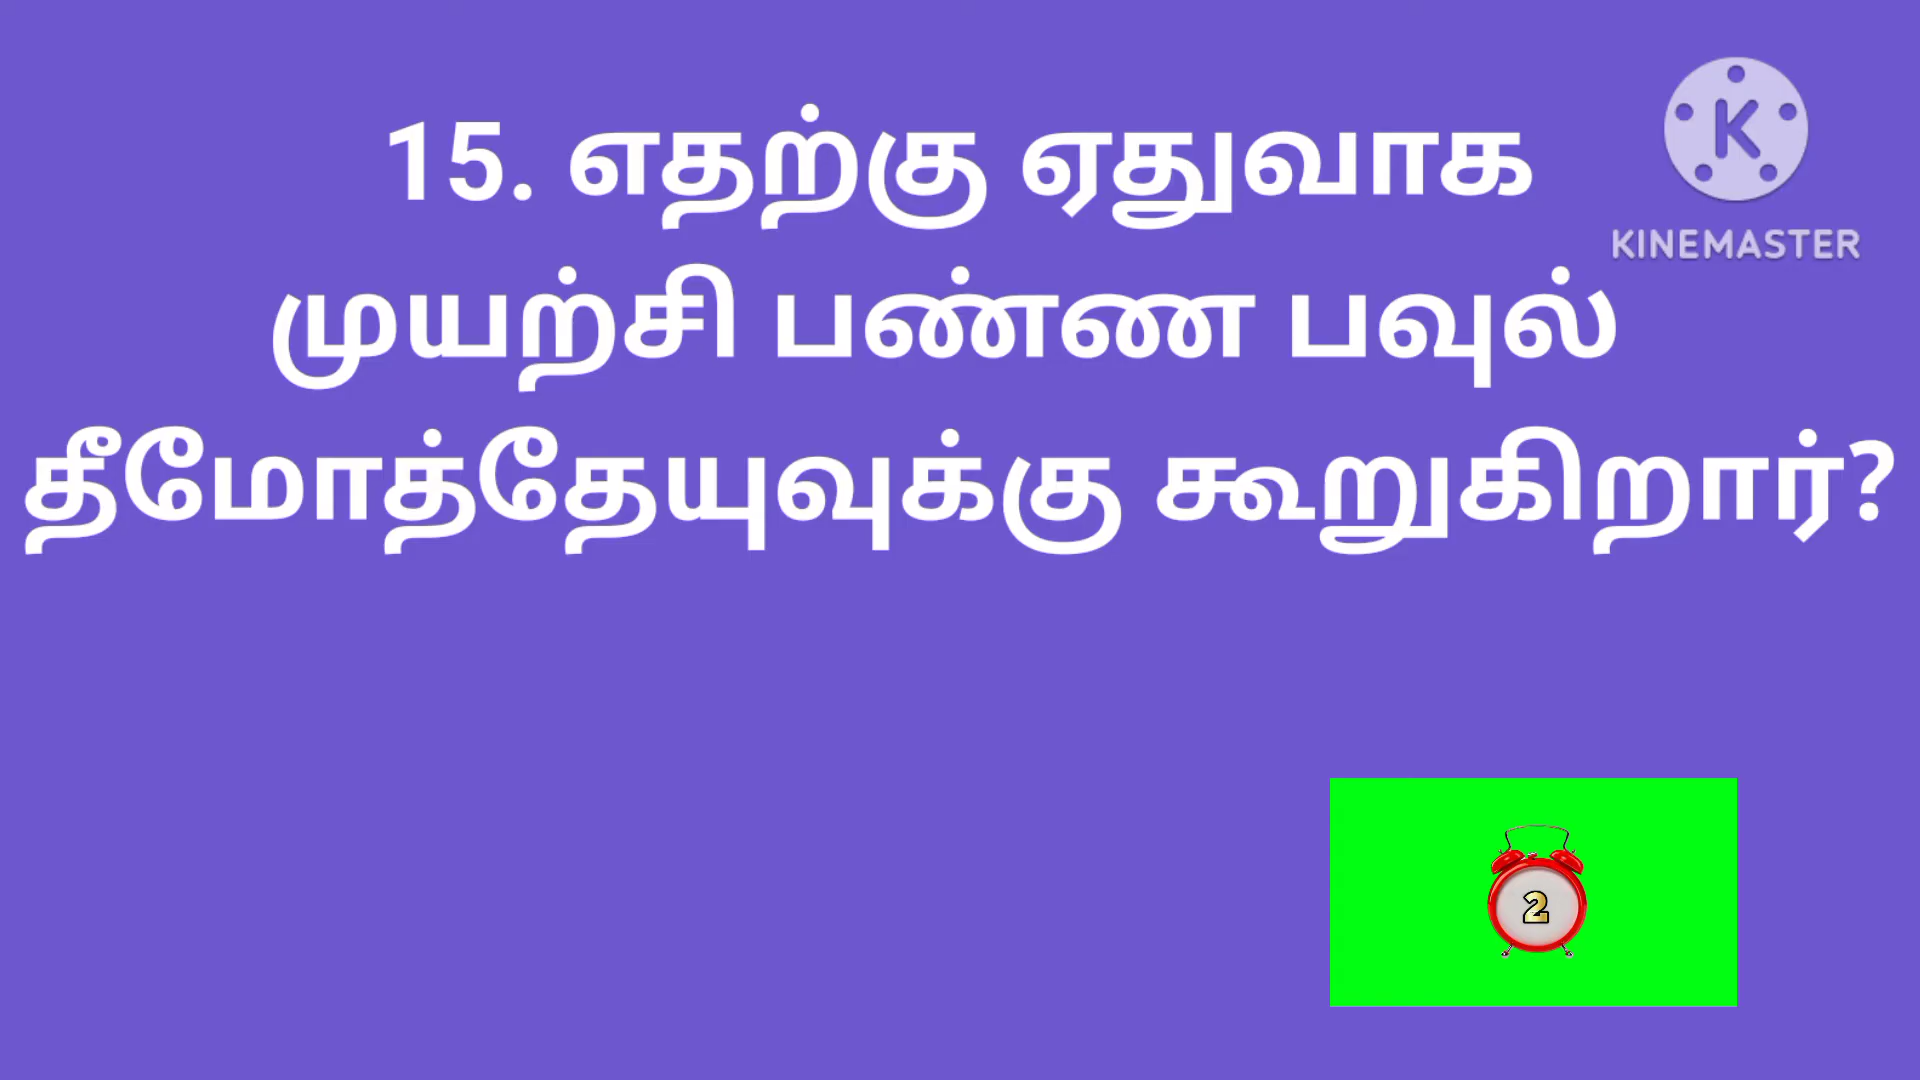 15. எதற்கு ஏதுவாக
முயற்சி பண்ண பவுல்
தீமோத்தேயுவுக்கு கூறுகிறார்?
K
KINEMASTER
2